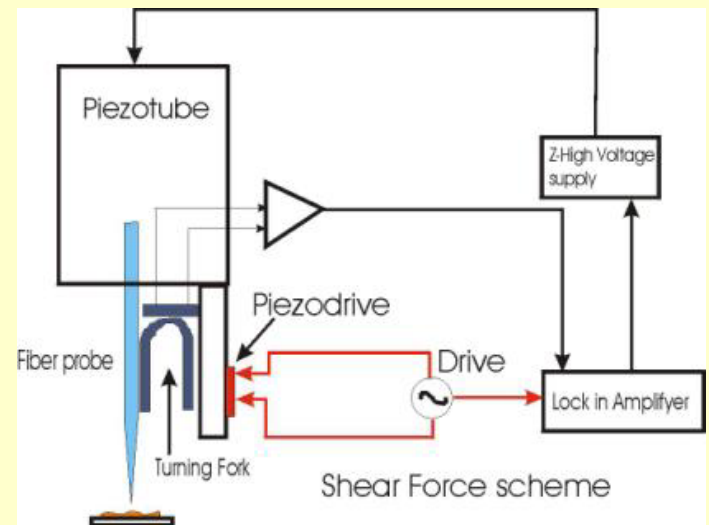 Piezotube
Z-High Voltage
supply
Piezodrive
Fiber probe
Drive
Lock in Amplifyer
Turning Fork
Shear Force scheme